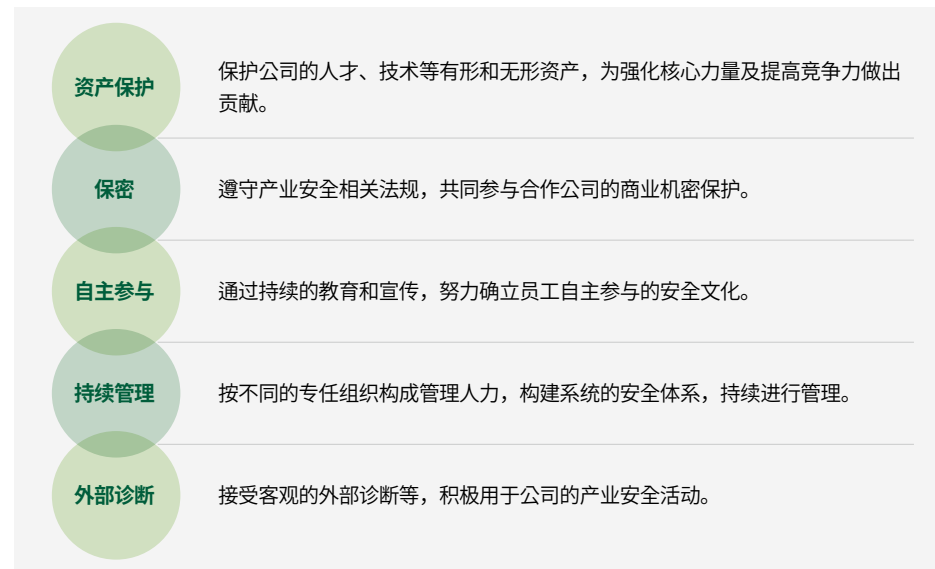 资产保护
保护公司的人才、技术等有形和无形资产，为强化核心力量及提高竞争力做出
贡献。
保密
遵守产业安全相关法规，共同参与合作公司的商业机密保护。
自主参与
通过持续的教育和宣传，努力确立员工自主参与的安全文化。
持续管理
按不同的专任组织构成管理人力，构建系统的安全体系，持续进行管理。
外部诊断
接受客观的外部诊断等，积极用于公司的产业安全活动。